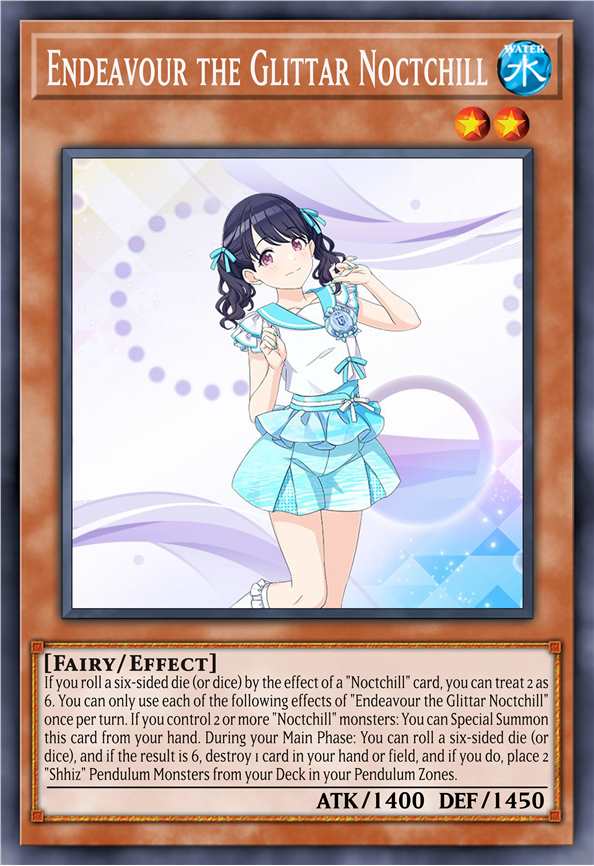 Endeavour the Glittar Noctchill
WATER
水
[Fairy/Effect]
If you roll a six-sided die (or dice) by the effect of a "Noctchill" card, you can treat 2 as
6. You can only use each of the following effects of "Endeavour the Glittar Noctchill"
once per turn. If you control 2 or more "Noctchill" monsters: You can Special Summon
this card from your hand. During your Main Phase: You can roll a six-sided die (or
dice), and if the result is 6, destroy 1 card in your hand or field, and if you do, place 2
"Shhiz" Pendulum Monsters from your Deck in your Pendulum Zones.
ATK/1400 DEF/1450